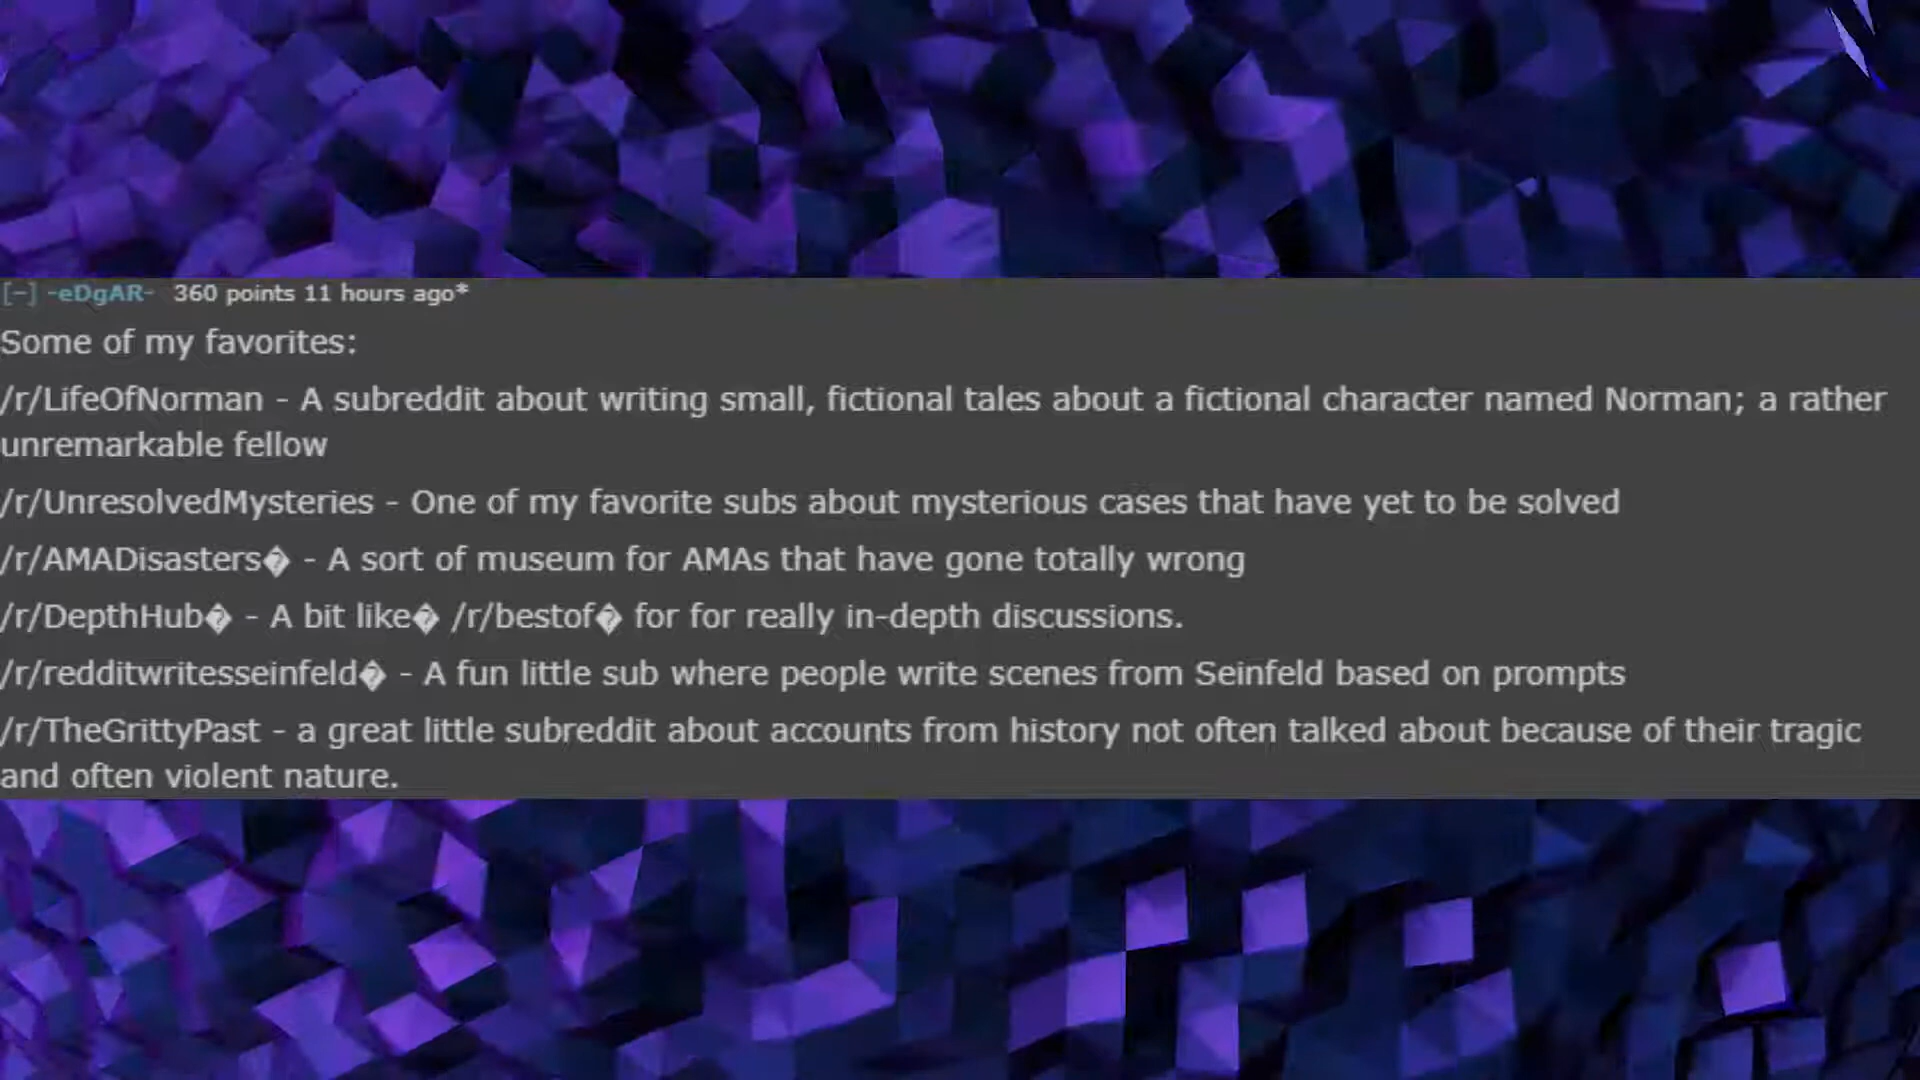 [−] -eDgAR- 360 points 11 hours ago*
Some of my favorites:
/r/LifeOfNorman - A subreddit about writing small, fictional tales about a fictional character named Norman; a rather
unremarkable fellow
/r/UnresolvedMysteries - One of my favorite subs about mysterious cases that have yet to be solved
/r/AMADisasters� - A sort of museum for AMAs that have gone totally wrong
/r/DepthHub� - A bit like� /r/bestof� for for really in-depth discussions.
/r/redditwritesseinfeld� - A fun little sub where people write scenes from Seinfeld based on prompts
/r/TheGrittyPast - a great little subreddit about accounts from history not often talked about because of their tragic
and often violent nature.